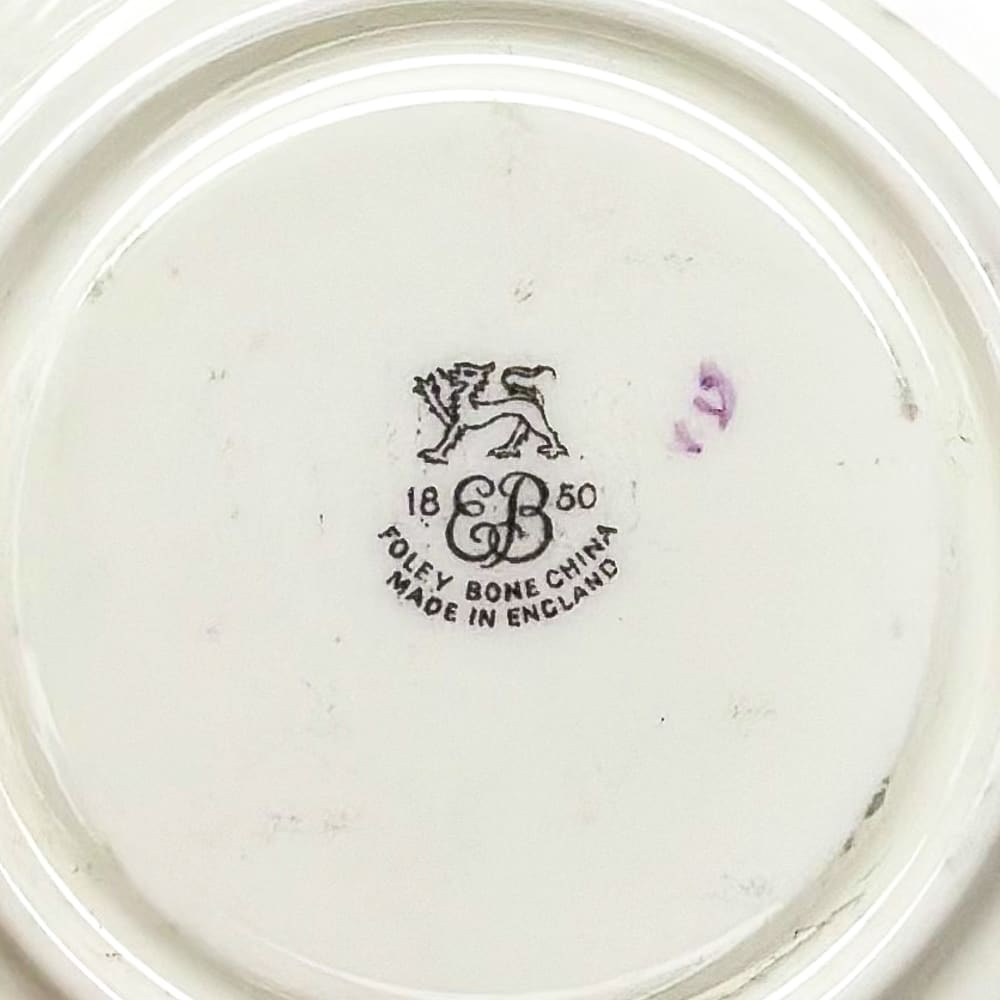 18 EB 50
FOLEY BONE CHINA
MADE IN ENGLAND